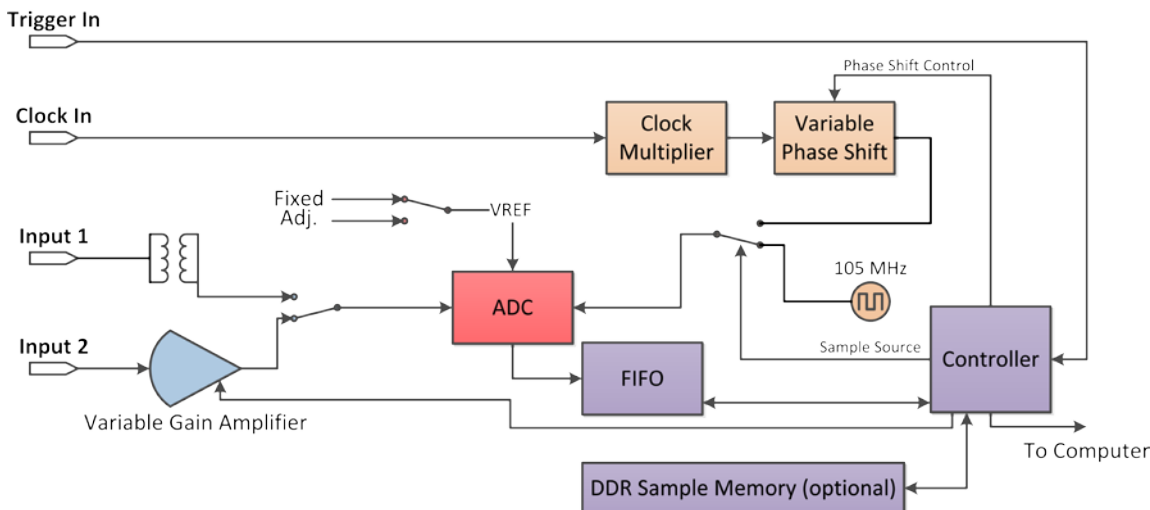 Trigger In
Phase Shift Control
Clock In
Clock
Multiplier
Variable
Phase Shift
Fixed
Adj.
VREF
Input 1
105 MHz
ADC
Input 2
Sample Source
Controller
FIFO
Variable Gain Amplifier
To Computer
DDR Sample Memory (optional)